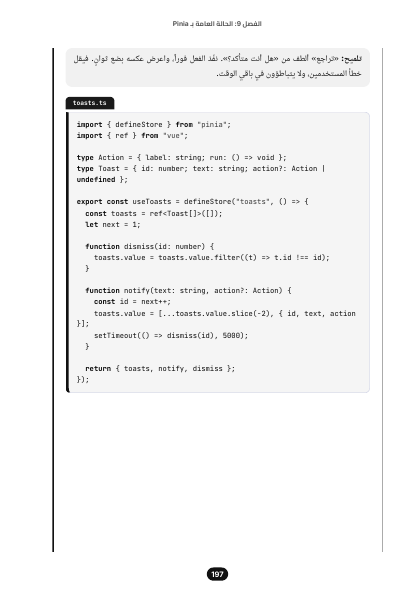 الفصل 9: الحالة العامة بـ Pinia
تلميح: «تراجع» ألطف من «هل أنت متأكد؟». نفّذ الفعل فوراً، واعرض عكسه بضع ثوانٍ. فيقل
خطأ المستخدمين، ولا يتباطؤون في باقي الوقت.
toasts.ts
import { defineStore } from "pinia";
import { ref } from "vue";
type Action = { label: string; run: () => void };
type Toast = { id: number; text: string; action?: Action |
undefined };
export const useToasts = defineStore("toasts", () => {
  const toasts = ref<Toast[]>([]);
  let next = 1;
  function dismiss(id: number) {
    toasts.value = toasts.value.filter((t) => t.id !== id);
  }
  function notify(text: string, action?: Action) {
    const id = next++;
    toasts.value = [...toasts.value.slice(-2), { id, text, action
}];
    setTimeout(() => dismiss(id), 5000);
  }
  return { toasts, notify, dismiss };
});
197